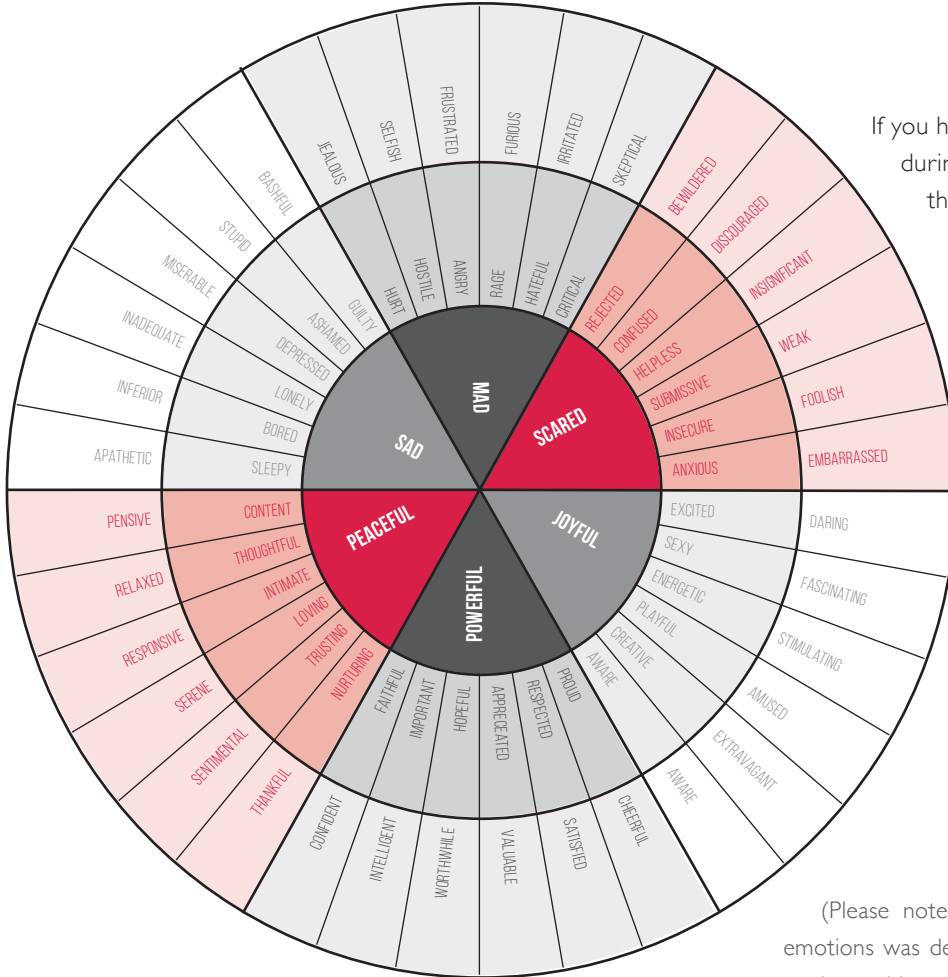 JEALOUS
SELFISH
FRUSTRATED
FURIOUS
IRRITATED
SKEPTICAL
HURT
HOSTILE
ANGRY
RAGE
HATEFUL
CRITICAL
MAD
BEWILDERED
DISCOURAGED
INSIGNIFICANT
WEAK
FOOLISH
EMBARRASSED
REJECTED
CONFUSED
HELPLESS
SUBMISSIVE
INSECURE
ANXIOUS
SCARED
EXCITED
SEXY
ENERGETIC
PLAYFUL
CREATIVE
AWARE
DARING
FASCINATING
STIMULATING
AMUSED
EXTRAVAGANT
AWARE
JOYFUL
PROUD
RESPECTED
APPRECEATED
HOPEFUL
IMPORTANT
FAITHFUL
CHEERFUL
SATISFIED
VALUABLE
WORTHWHILE
INTELLIGENT
CONFIDENT
POWERFUL
NURTURING
TRUSTING
LOVING
INTIMATE
THOUGHTFUL
CONTENT
THANKFUL
SENTIMENTAL
SERENE
RESPONSIVE
RELAXED
PENSIVE
PEACEFUL
SLEEPY
BORED
LONELY
DEPRESSED
ASHAMED
GUILTY
APATHETIC
INFERIOR
INADEQUATE
MISERABLE
STUPID
BASHFUL
SAD
If you h
durin
th
(Please note
emotions was de